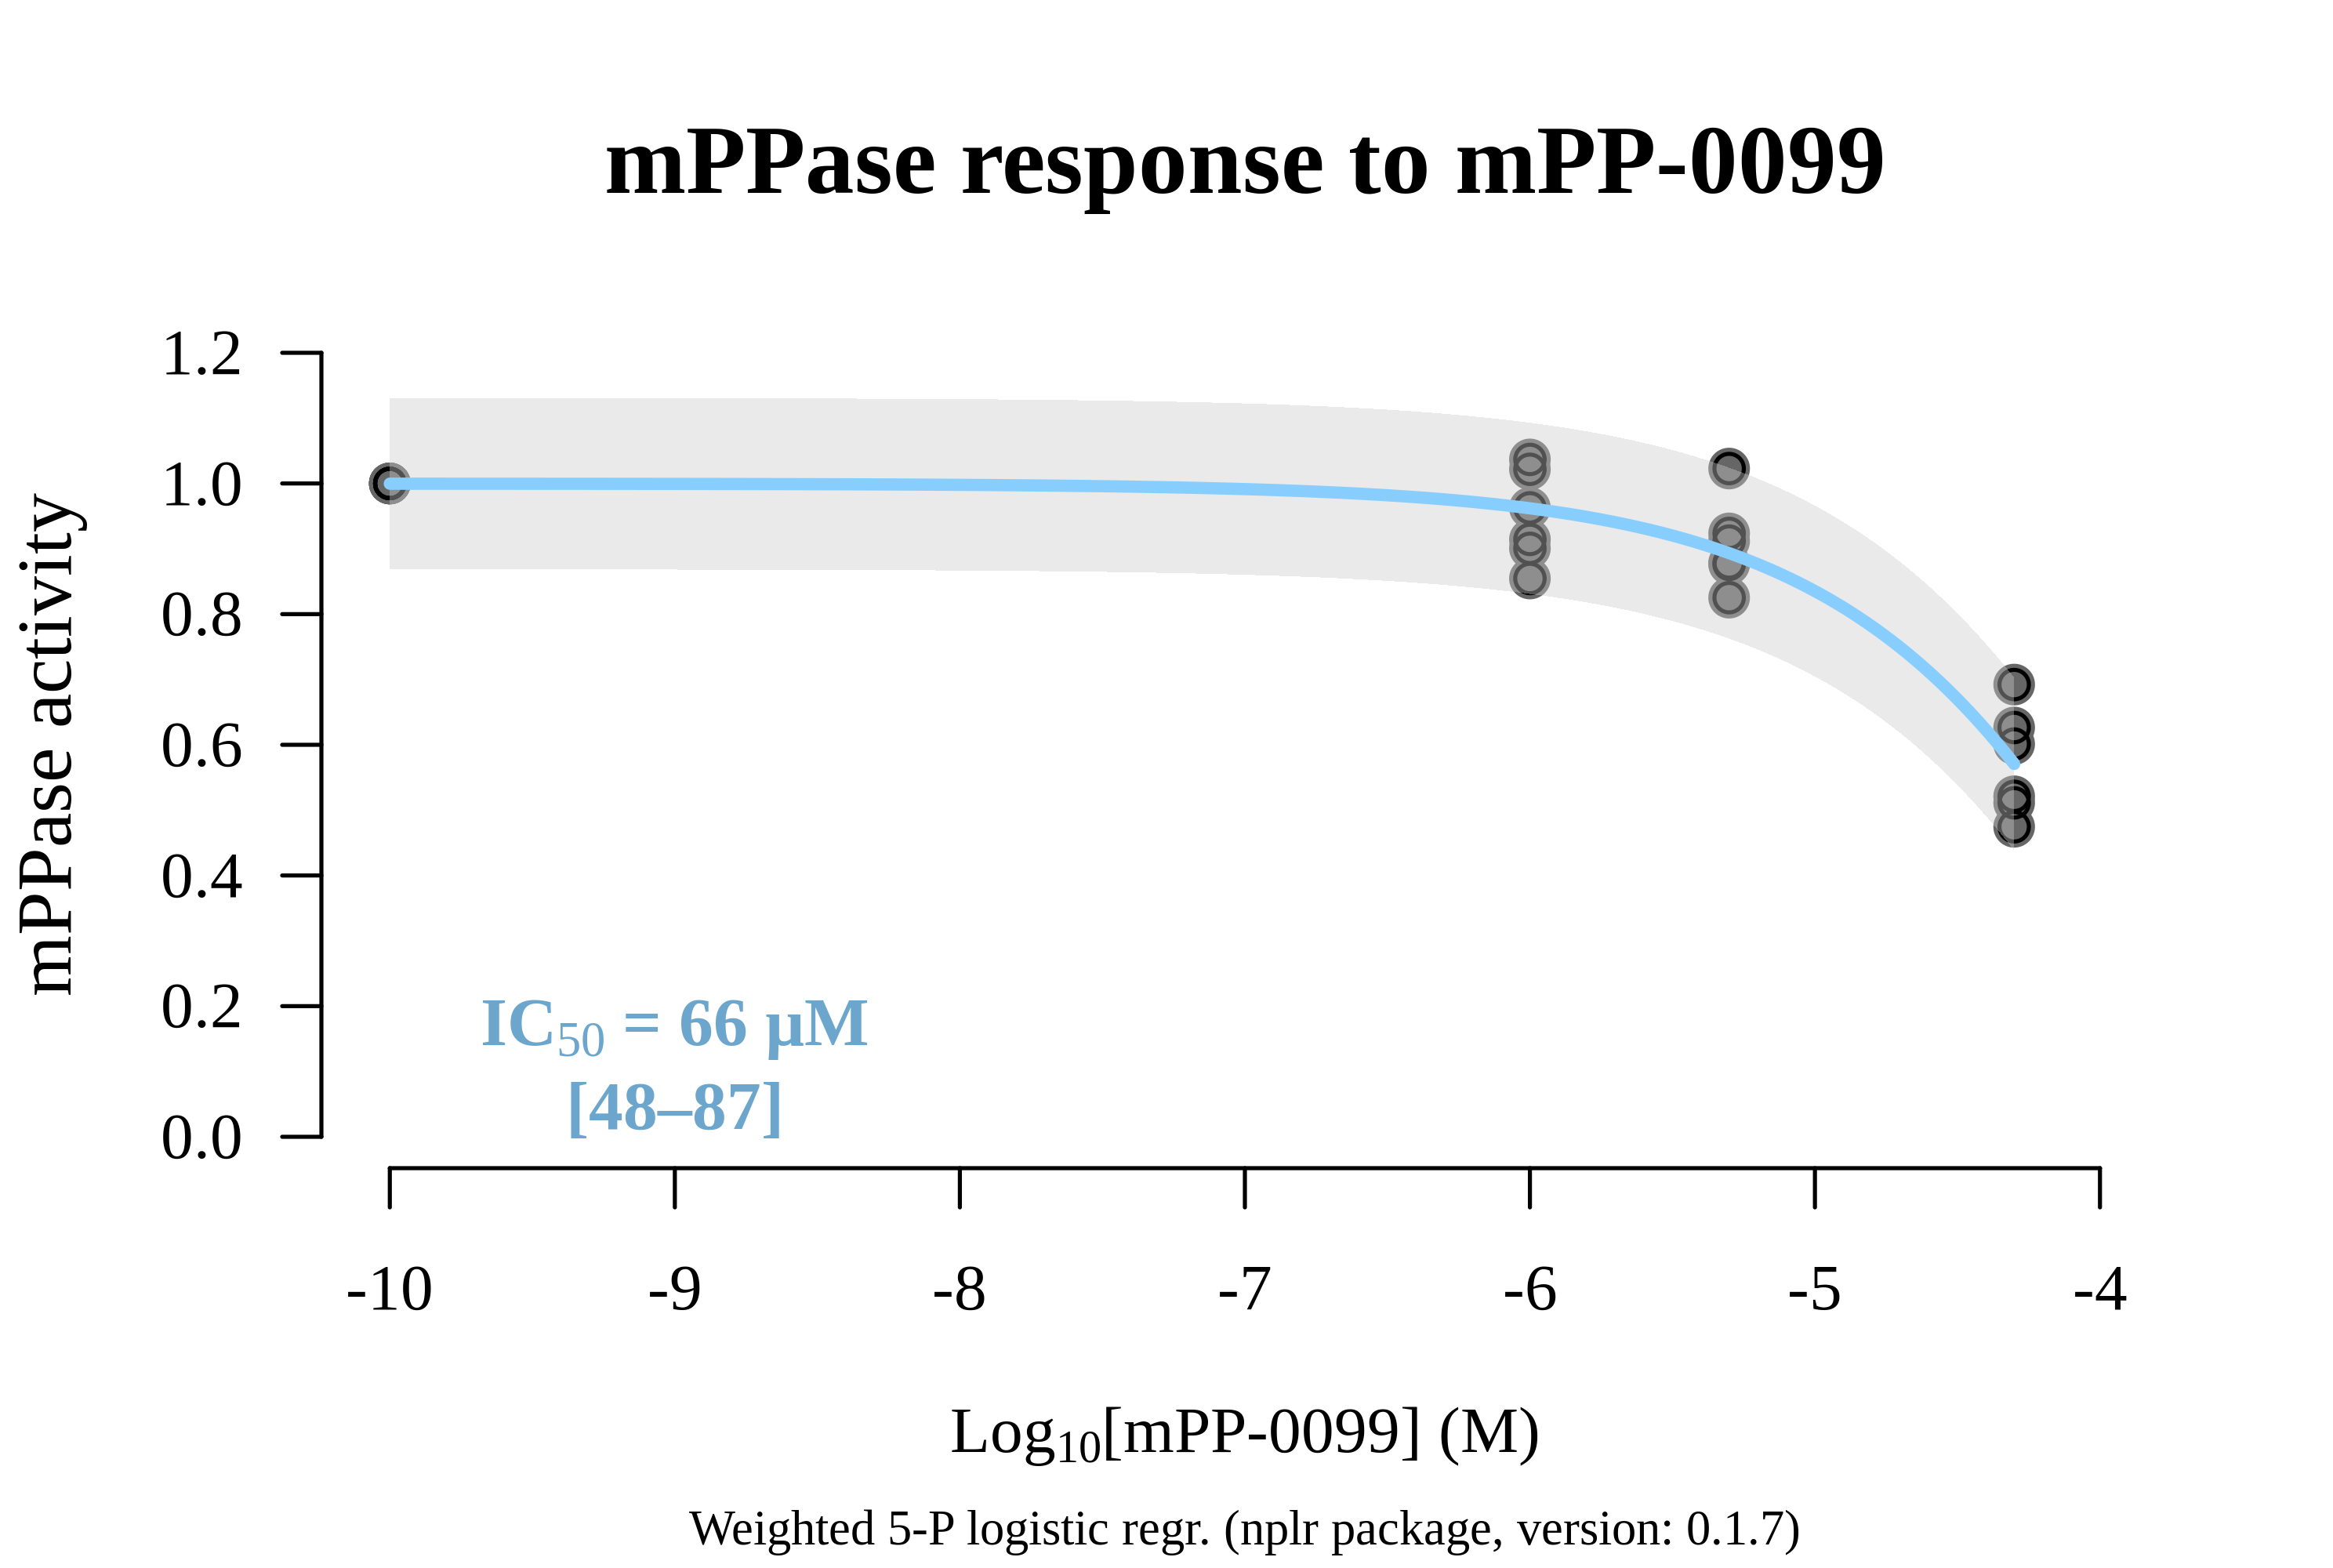 mPPase response to mPP-0099
mPPase activity
1.2
1.0
0.8
0.6
0.4
0.2
0.0
IC50 = 66 µM
[48–87]
-10 -9 -8 -7 -6 -5 -4
Log10[mPP-0099] (M)
Weighted 5-P logistic regr. (nplr package, version: 0.1.7)